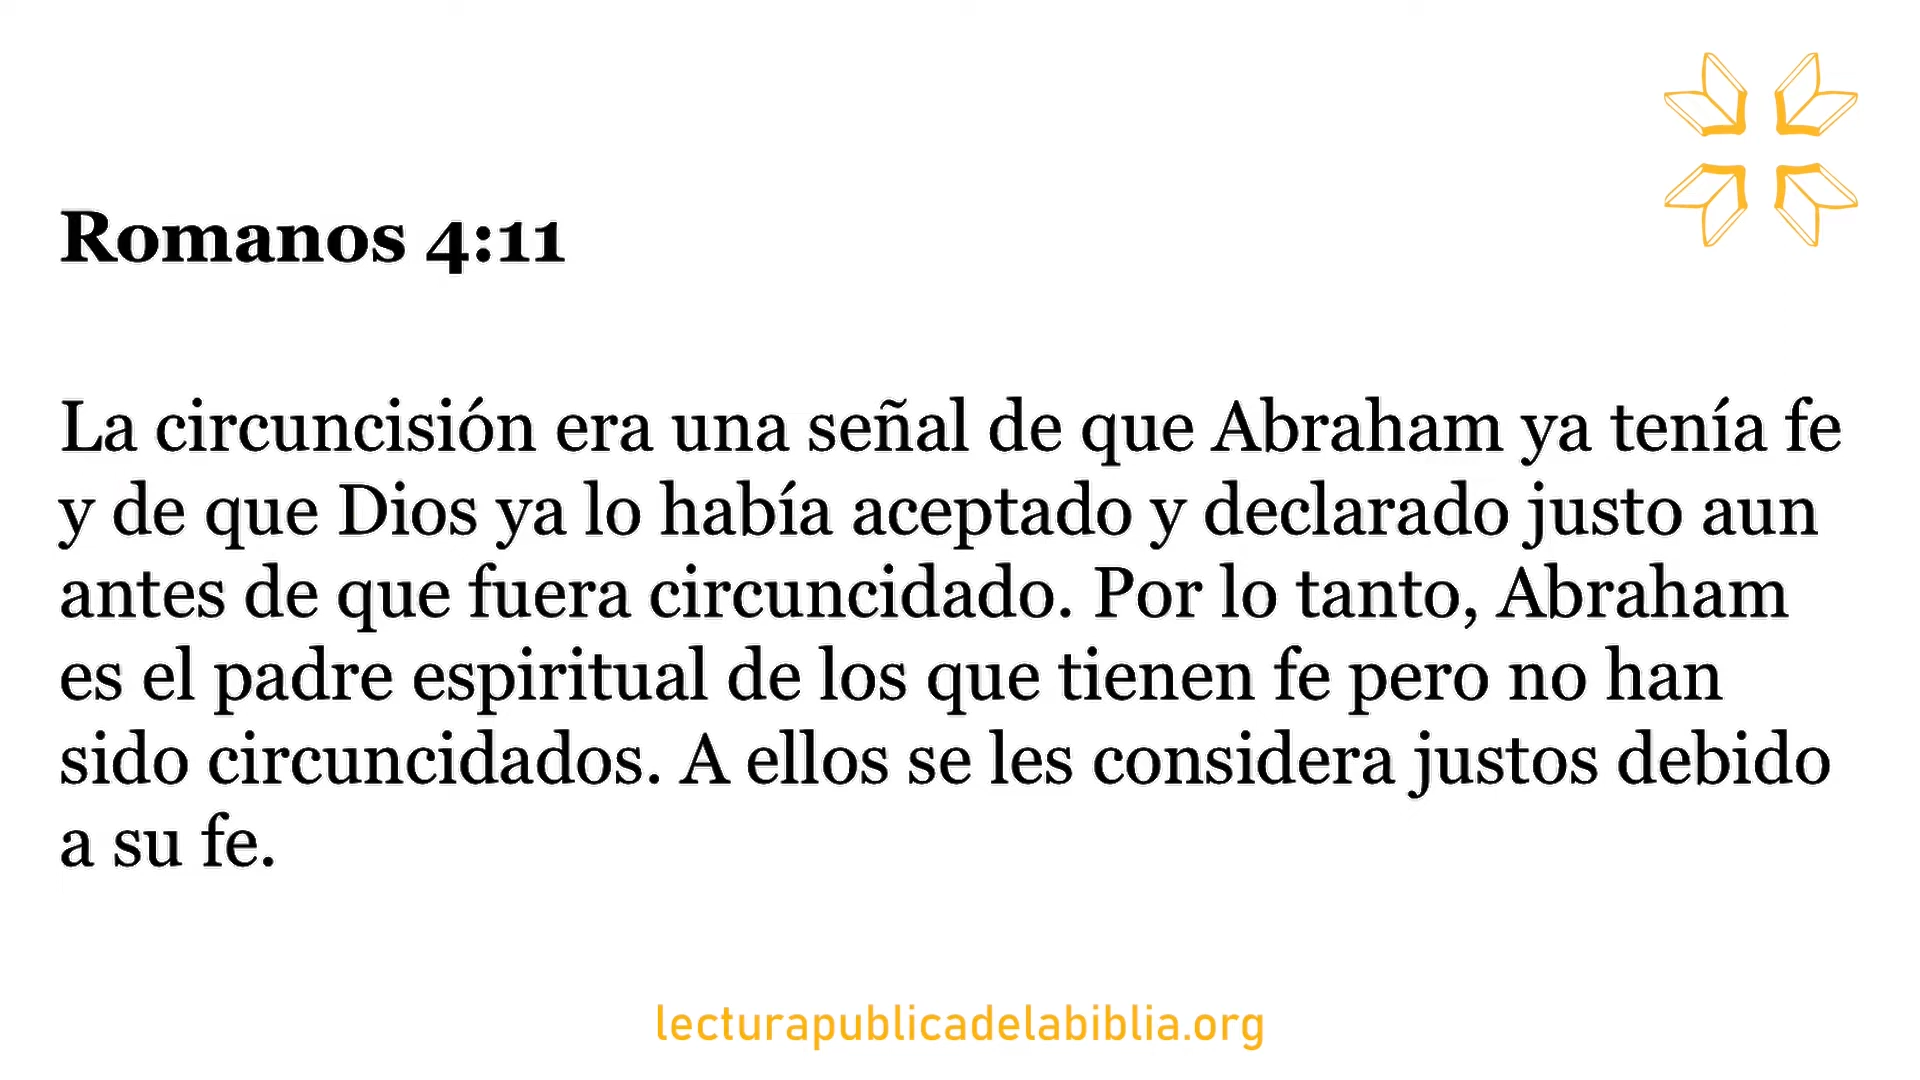 Romanos 4:11
La circuncisión era una señal de que Abraham ya tenía fe
y de que Dios ya lo había aceptado y declarado justo aun
antes de que fuera circuncidado. Por lo tanto, Abraham
es el padre espiritual de los que tienen fe pero no han
sido circuncidados. A ellos se les considera justos debido
a su fe.
lecturapublicadelabiblia.org